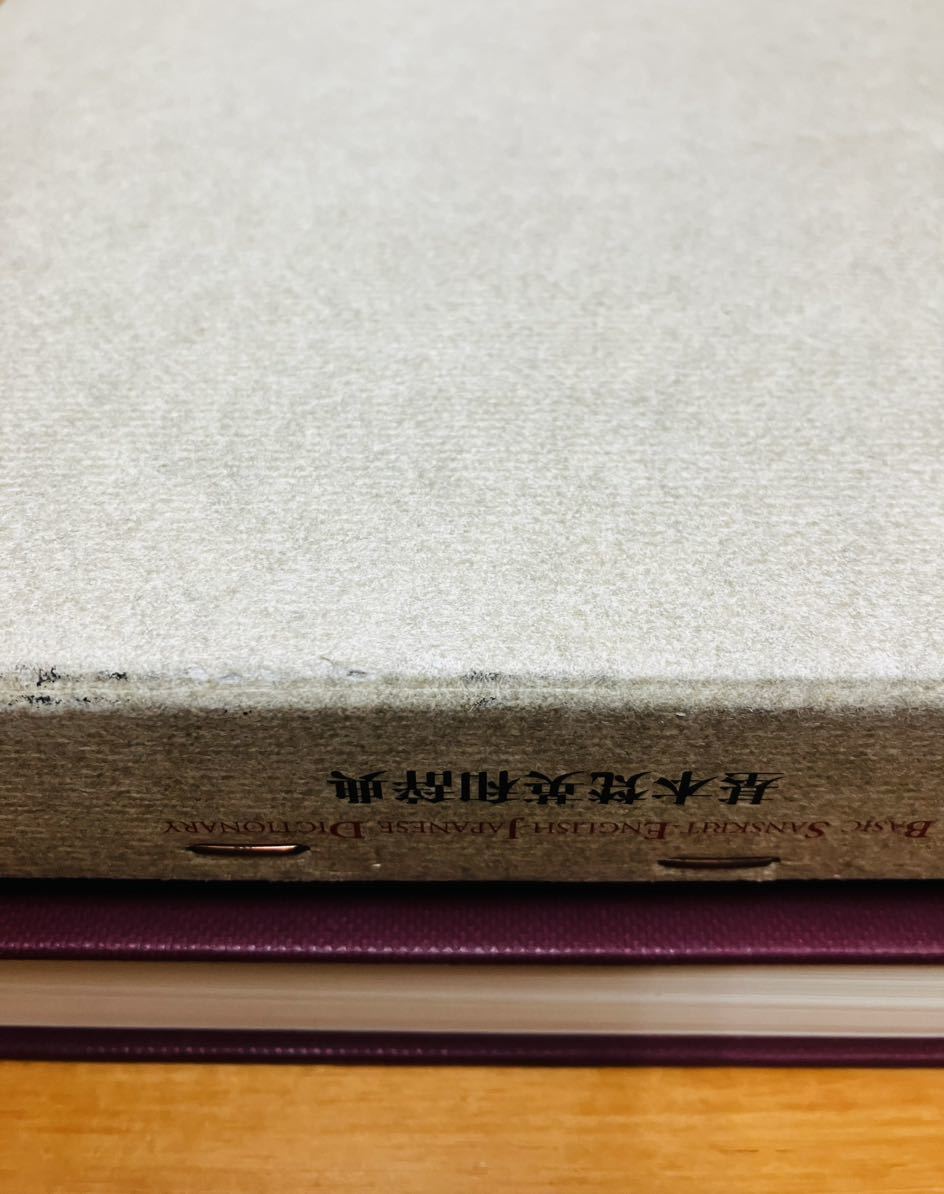 基本梵英和辞典
BASIC SANSKRIT-ENGLISH-JAPANESE DICTIONARY